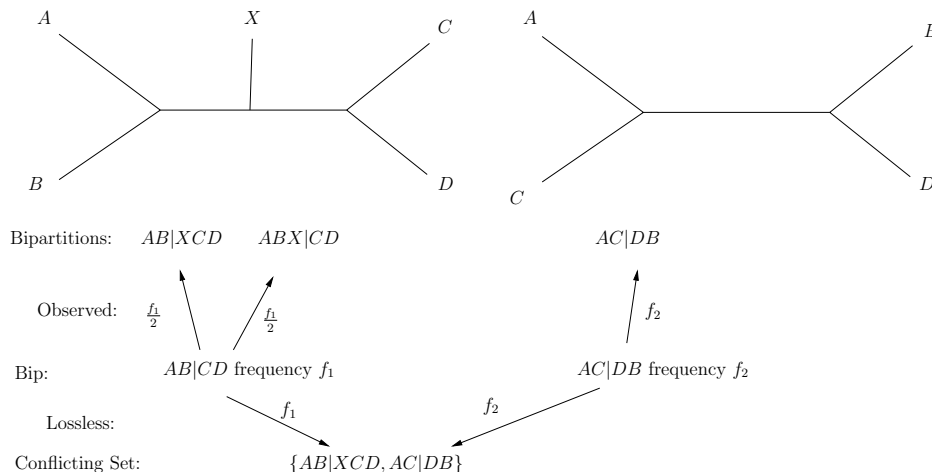 A X C A B
B D C D
Bipartitions: AB|XCD ABX|CD AC|DB
Observed: f₁/2 f₁/2 f₂
Bip: AB|CD frequency f₁ AC|DB frequency f₂
f₁ f₂
Lossless:
Conflicting Set: {AB|XCD, AC|DB}